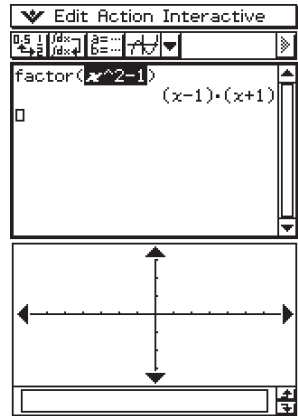 Edit Action Interactive
factor(x^2-1)
(x-1)·(x+1)